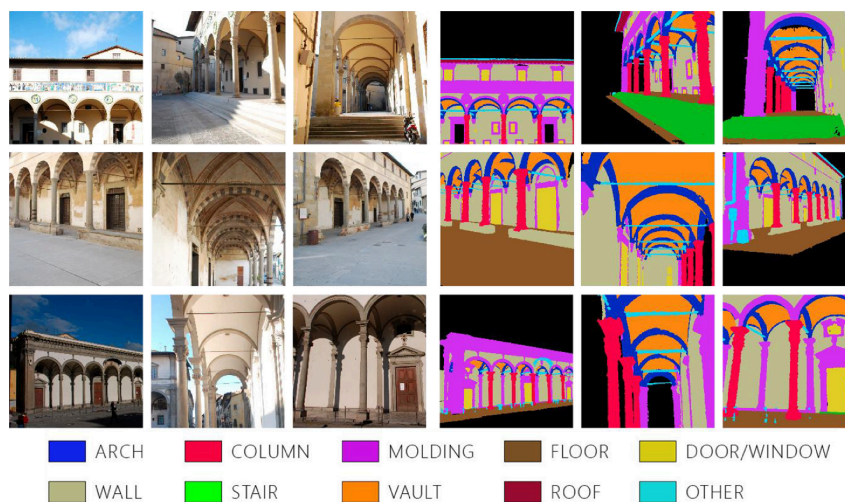 ARCH COLUMN MOLDING FLOOR DOOR/WINDOW
WALL STAIR VAULT ROOF OTHER